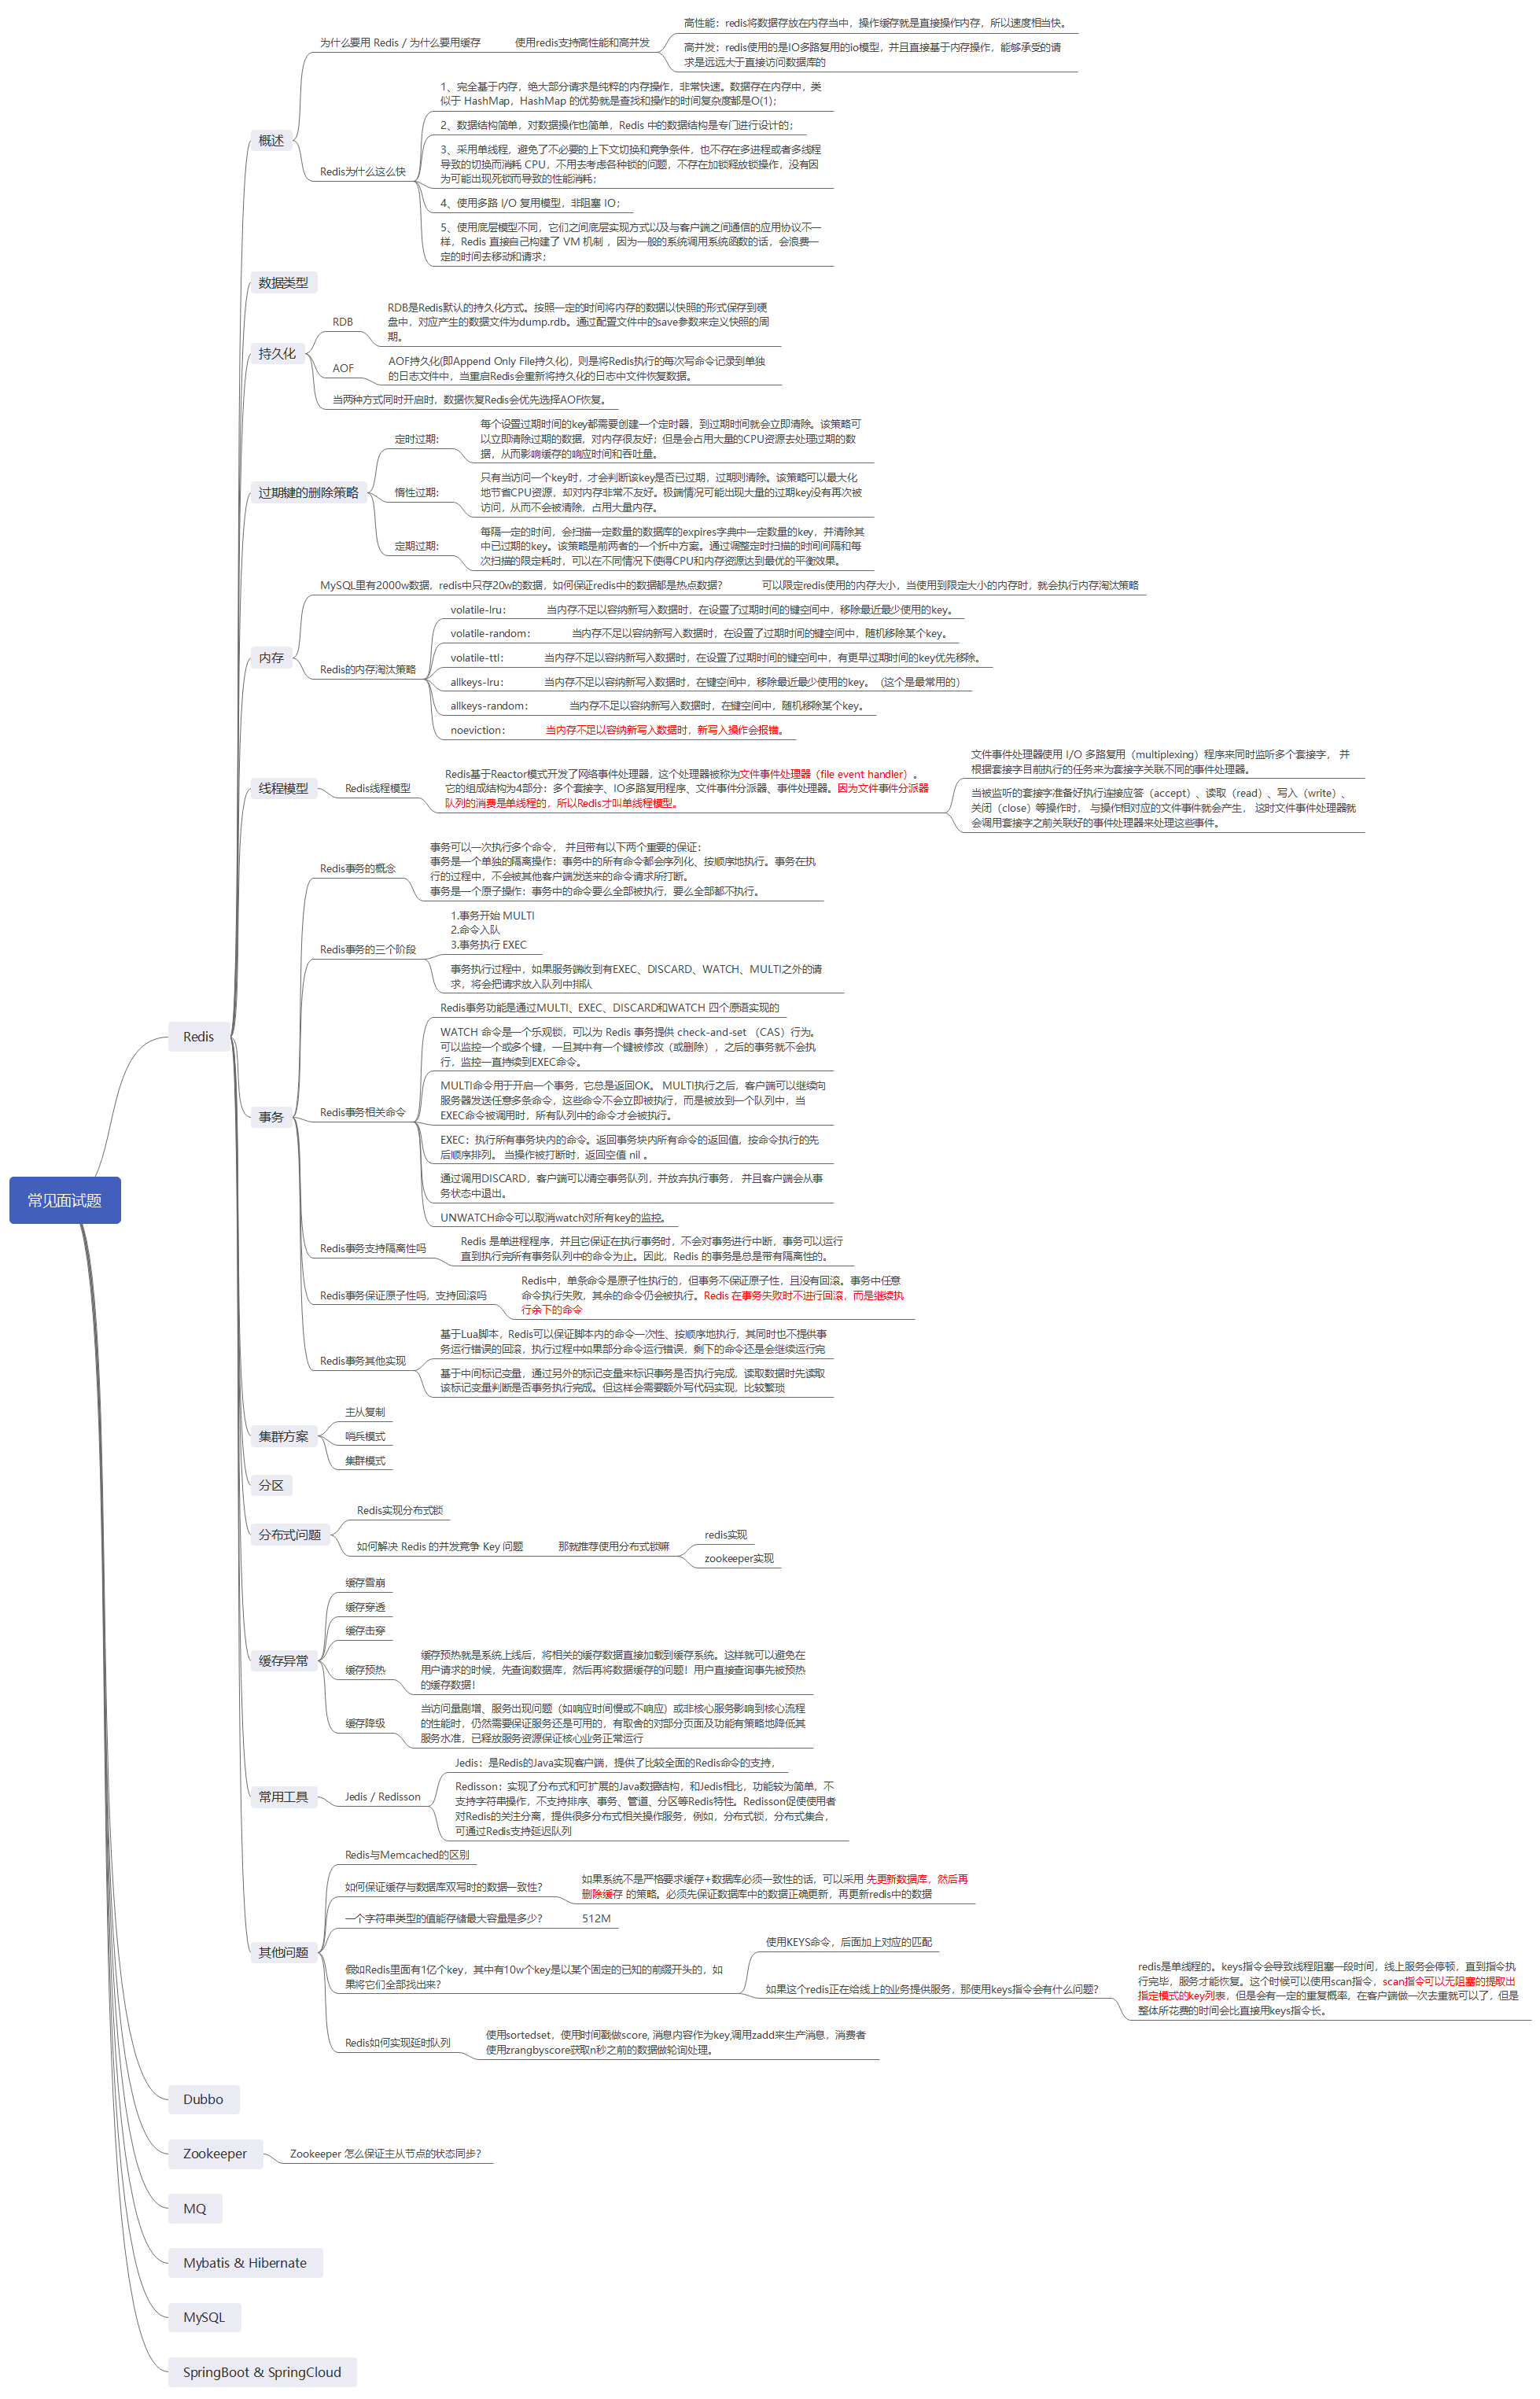 常见面试题
Redis
概述
为什么要用 Redis / 为什么要用缓存
使用redis支持高性能和高并发
高性能：redis将数据存放在内存当中，操作缓存就是直接操作内存，所以速度相当快。
高并发：redis使用的是IO多路复用的io模型，并且直接基于内存操作，能够承受的请
求是远远大于直接访问数据库的
Redis为什么这么快
1、完全基于内存，绝大部分请求是纯粹的内存操作，非常快速。数据存在内存中，类
似于 HashMap，HashMap 的优势就是查找和操作的时间复杂度都是O(1)；
2、数据结构简单，对数据操作也简单，Redis 中的数据结构是专门进行设计的；
3、采用单线程，避免了不必要的上下文切换和竞争条件，也不存在多进程或者多线程
导致的切换而消耗 CPU，不用去考虑各种锁的问题，不存在加锁释放锁操作，没有因
为可能出现死锁而导致的性能消耗；
4、使用多路 I/O 复用模型，非阻塞 IO；
5、使用底层模型不同，它们之间底层实现方式以及与客户端之间通信的应用协议不一
样，Redis 直接自己构建了 VM 机制 ，因为一般的系统调用系统函数的话，会浪费一
定的时间去移动和请求；
数据类型
持久化
RDB
RDB是Redis默认的持久化方式。按照一定的时间将内存的数据以快照的形式保存到硬
盘中，对应产生的数据文件为dump.rdb。通过配置文件中的save参数来定义快照的周
期。
AOF
AOF持久化(即Append Only File持久化)，则是将Redis执行的每次写命令记录到单独
的日志文件中，当重启Redis会重新将持久化的日志中文件恢复数据。
当两种方式同时开启时，数据恢复Redis会优先选择AOF恢复。
过期键的删除策略
定时过期：
每个设置过期时间的key都需要创建一个定时器，到过期时间就会立即清除。该策略可
以立即清除过期的数据，对内存很友好；但是会占用大量的CPU资源去处理过期的数
据，从而影响缓存的响应时间和吞吐量。
惰性过期：
只有当访问一个key时，才会判断该key是否已过期，过期则清除。该策略可以最大化
地节省CPU资源，却对内存非常不友好。极端情况可能出现大量的过期key没有再次被
访问，从而不会被清除，占用大量内存。
定期过期：
每隔一定的时间，会扫描一定数量的数据库的expires字典中一定数量的key，并清除其
中已过期的key。该策略是前两者的一个折中方案。通过调整定时扫描的时间间隔和每
次扫描的限定耗时，可以在不同情况下使得CPU和内存资源达到最优的平衡效果。
内存
MySQL里有2000w数据，redis中只存20w的数据，如何保证redis中的数据都是热点数据？
可以限定redis使用的内存大小，当使用到限定大小的内存时，就会执行内存淘汰策略
Redis的内存淘汰策略
volatile-lru：
当内存不足以容纳新写入数据时，在设置了过期时间的键空间中，移除最近最少使用的key。
volatile-random：
当内存不足以容纳新写入数据时，在设置了过期时间的键空间中，随机移除某个key。
volatile-ttl：
当内存不足以容纳新写入数据时，在设置了过期时间的键空间中，有更早过期时间的key优先移除。
allkeys-lru：
当内存不足以容纳新写入数据时，在键空间中，移除最近最少使用的key。（这个是最常用的）
allkeys-random：
当内存不足以容纳新写入数据时，在键空间中，随机移除某个key。
noeviction：
当内存不足以容纳新写入数据时，新写入操作会报错。
线程模型
Redis线程模型
Redis基于Reactor模式开发了网络事件处理器，这个处理器被称为文件事件处理器（file event handler）。
它的组成结构为4部分：多个套接字、IO多路复用程序、文件事件分派器、事件处理器。因为文件事件分派器
队列的消费是单线程的，所以Redis才叫单线程模型。
文件事件处理器使用 I/O 多路复用（multiplexing）程序来同时监听多个套接字， 并
根据套接字目前执行的任务来为套接字关联不同的事件处理器。
当被监听的套接字准备好执行连接应答（accept）、读取（read）、写入（write）、
关闭（close）等操作时， 与操作相对应的文件事件就会产生， 这时文件事件处理器就
会调用套接字之前关联好的事件处理器来处理这些事件。
事务
Redis事务的概念
事务可以一次执行多个命令， 并且带有以下两个重要的保证：
事务是一个单独的隔离操作：事务中的所有命令都会序列化、按顺序地执行。事务在执
行的过程中，不会被其他客户端发送来的命令请求所打断。
事务是一个原子操作：事务中的命令要么全部被执行，要么全部都不执行。
Redis事务的三个阶段
1.事务开始 MULTI
2.命令入队
3.事务执行 EXEC
事务执行过程中，如果服务端收到有EXEC、DISCARD、WATCH、MULTI之外的请
求，将会把请求放入队列中排队
Redis事务相关命令
Redis事务功能是通过MULTI、EXEC、DISCARD和WATCH 四个原语实现的
WATCH 命令是一个乐观锁，可以为 Redis 事务提供 check-and-set （CAS）行为。
可以监控一个或多个键，一旦其中有一个键被修改（或删除），之后的事务就不会执
行，监控一直持续到EXEC命令。
MULTI命令用于开启一个事务，它总是返回OK。 MULTI执行之后，客户端可以继续向
服务器发送任意多条命令，这些命令不会立即被执行，而是被放到一个队列中，当
EXEC命令被调用时，所有队列中的命令才会被执行。
EXEC：执行所有事务块内的命令。返回事务块内所有命令的返回值，按命令执行的先
后顺序排列。 当操作被打断时，返回空值 nil 。
通过调用DISCARD，客户端可以清空事务队列，并放弃执行事务， 并且客户端会从事
务状态中退出。
UNWATCH命令可以取消watch对所有key的监控。
Redis事务支持隔离性吗
Redis 是单进程程序，并且它保证在执行事务时，不会对事务进行中断，事务可以运行
直到执行完所有事务队列中的命令为止。因此，Redis 的事务是总是带有隔离性的。
Redis事务保证原子性吗，支持回滚吗
Redis中，单条命令是原子性执行的，但事务不保证原子性，且没有回滚。事务中任意
命令执行失败，其余的命令仍会被执行。Redis 在事务失败时不进行回滚，而是继续执
行余下的命令
Redis事务其他实现
基于Lua脚本，Redis可以保证脚本内的命令一次性、按顺序地执行，其同时也不提供事
务运行错误的回滚，执行过程中如果部分命令运行错误，剩下的命令还是会继续运行完
基于中间标记变量，通过另外的标记变量来标识事务是否执行完成，读取数据时先读取
该标记变量判断是否事务执行完成。但这样会需要额外写代码实现，比较繁琐
集群方案
主从复制
哨兵模式
集群模式
分区
分布式问题
Redis实现分布式锁
如何解决 Redis 的并发竞争 Key 问题
那就推荐使用分布式锁嘛
redis实现
zookeeper实现
缓存异常
缓存雪崩
缓存穿透
缓存击穿
缓存预热
缓存预热就是系统上线后，将相关的缓存数据直接加载到缓存系统。这样就可以避免在
用户请求的时候，先查询数据库，然后再将数据缓存的问题！用户直接查询事先被预热
的缓存数据！
缓存降级
当访问量剧增、服务出现问题（如响应时间慢或不响应）或非核心服务影响到核心流程
的性能时，仍然需要保证服务还是可用的，有取舍的对部分页面及功能有策略地降低其
服务水准，已释放服务资源保证核心业务正常运行
常用工具
Jedis / Redisson
Jedis：是Redis的Java实现客户端，提供了比较全面的Redis命令的支持，
Redisson：实现了分布式和可扩展的Java数据结构，和Jedis相比，功能较为简单，不
支持字符串操作，不支持排序、事务、管道、分区等Redis特性。Redisson促使使用者
对Redis的关注分离，提供很多分布式相关操作服务，例如，分布式锁，分布式集合，
可通过Redis支持延迟队列
其他问题
Redis与Memcached的区别
如何保证缓存与数据库双写时的数据一致性？
如果系统不是严格要求缓存+数据库必须一致性的话，可以采用 先更新数据库，然后再
删除缓存 的策略。必须先保证数据库中的数据正确更新，再更新redis中的数据
一个字符串类型的值能存储最大容量是多少？
512M
假如Redis里面有1亿个key，其中有10w个key是以某个固定的已知的前缀开头的，如
果将它们全部找出来？
使用KEYS命令，后面加上对应的匹配
如果这个redis正在给线上的业务提供服务，那使用keys指令会有什么问题？
redis是单线程的。keys指令会导致线程阻塞一段时间，线上服务会停顿，直到指令执
行完毕，服务才能恢复。这个时候可以使用scan指令，scan指令可以无阻塞的提取出
指定模式的key列表，但是会有一定的重复概率，在客户端做一次去重就可以了，但是
整体所花费的时间会比直接用keys指令长。
Redis如何实现延时队列
使用sortedset，使用时间戳做score, 消息内容作为key,调用zadd来生产消息，消费者
使用zrangbyscore获取n秒之前的数据做轮询处理。
Dubbo
Zookeeper
Zookeeper 怎么保证主从节点的状态同步？
MQ
Mybatis & Hibernate
MySQL
SpringBoot & SpringCloud